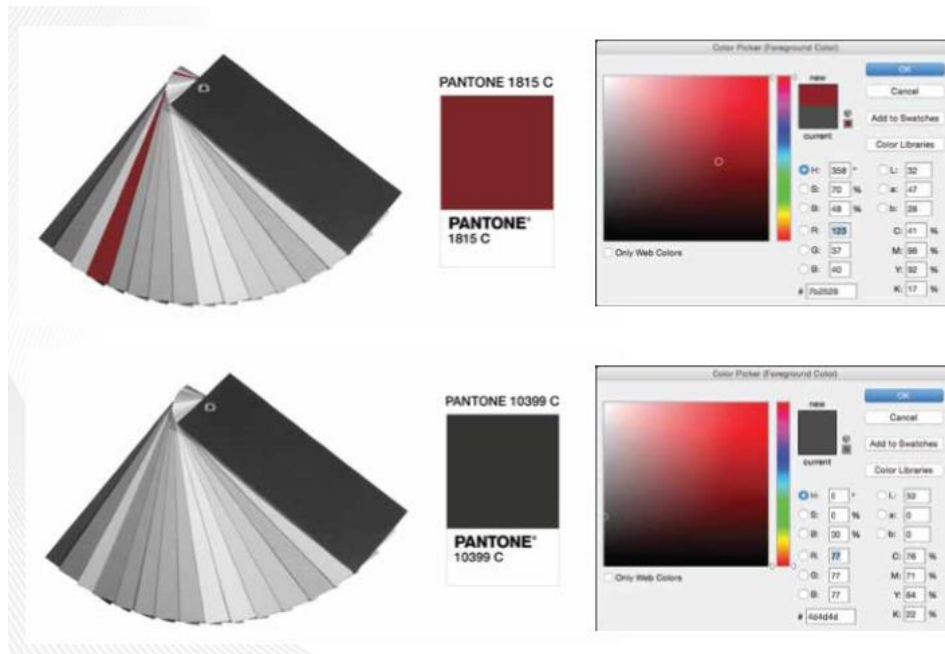 PANTONE 1815 C
PANTONE®
1815 C
Color Picker (Foreground Color)
new
current
OK
Cancel
Add to Swatches
Color Libraries
H: 358 °
S: 70 %
B: 48 %
R: 123
G: 37
B: 40
# 7b2528
L: 32
a: 47
b: 28
C: 41 %
M: 98 %
Y: 92 %
K: 17 %
Only Web Colors
PANTONE 10399 C
PANTONE®
10399 C
Color Picker (Foreground Color)
new
current
OK
Cancel
Add to Swatches
Color Libraries
H: 0 °
S: 0 %
B: 30 %
R: 77
G: 77
B: 77
# 4d4d4d
L: 32
a: 0
b: 0
C: 76 %
M: 71 %
Y: 64 %
K: 22 %
Only Web Colors